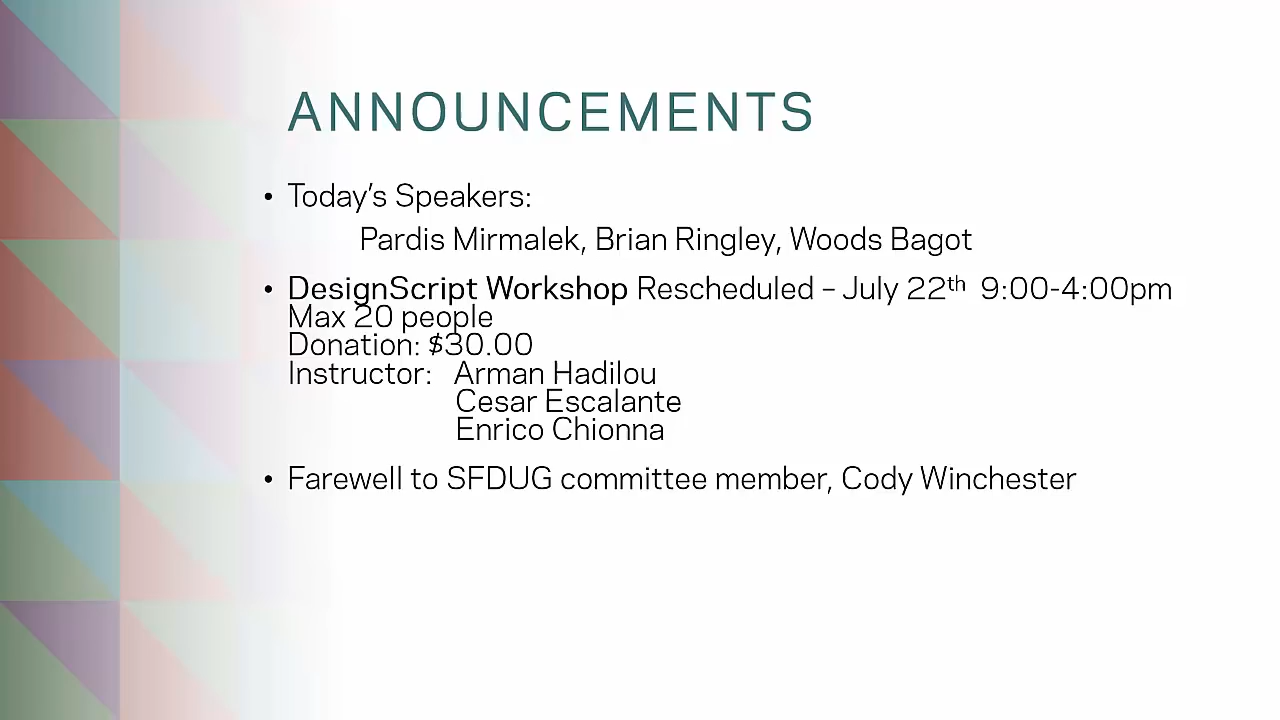 ANNOUNCEMENTS
• Today’s Speakers:
Pardis Mirmalek, Brian Ringley, Woods Bagot
• DesignScript Workshop Rescheduled – July 22th 9:00-4:00pm
Max 20 people
Donation: $30.00
Instructor: Arman Hadilou
Cesar Escalante
Enrico Chionna
• Farewell to SFDUG committee member, Cody Winchester